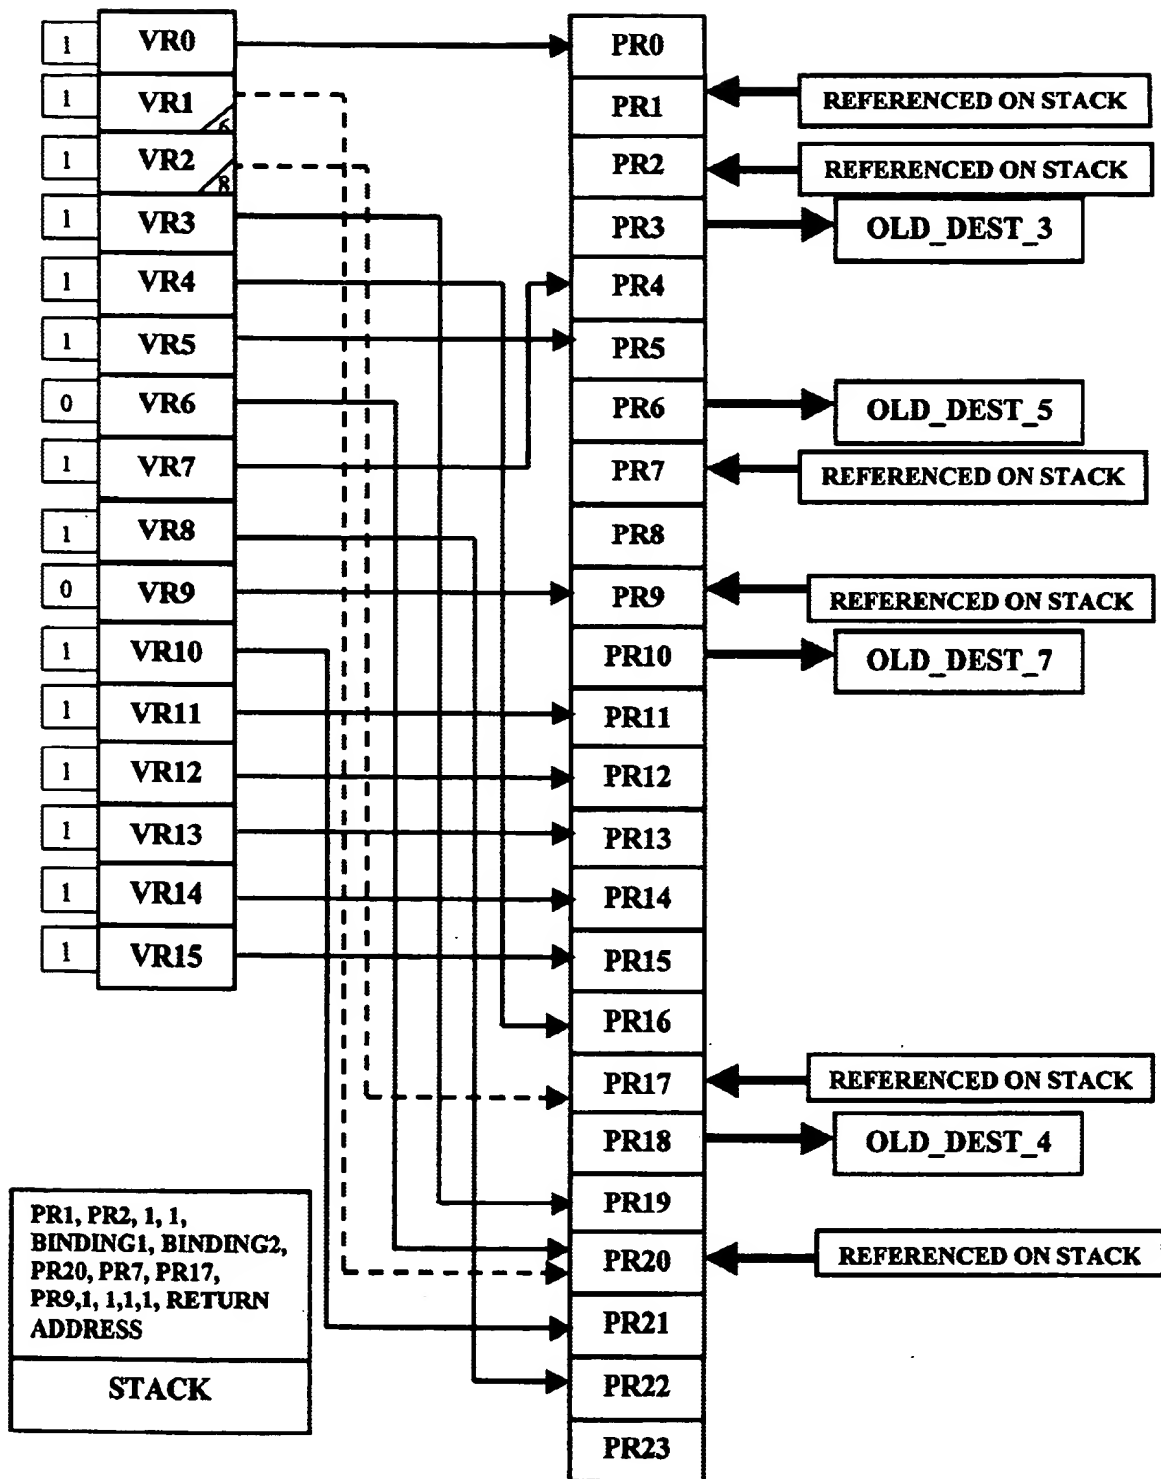 1 VR0
1 VR1 6
1 VR2 8
1 VR3
1 VR4
1 VR5
0 VR6
1 VR7
1 VR8
0 VR9
1 VR10
1 VR11
1 VR12
1 VR13
1 VR14
1 VR15
PR0
PR1
PR2
PR3
PR4
PR5
PR6
PR7
PR8
PR9
PR10
PR11
PR12
PR13
PR14
PR15
PR16
PR17
PR18
PR19
PR20
PR21
PR22
PR23
REFERENCED ON STACK
REFERENCED ON STACK
OLD_DEST_3
OLD_DEST_5
REFERENCED ON STACK
REFERENCED ON STACK
OLD_DEST_7
REFERENCED ON STACK
OLD_DEST_4
REFERENCED ON STACK
PR1, PR2, 1, 1,
BINDING1, BINDING2,
PR20, PR7, PR17,
PR9,1, 1,1,1, RETURN
ADDRESS
STACK